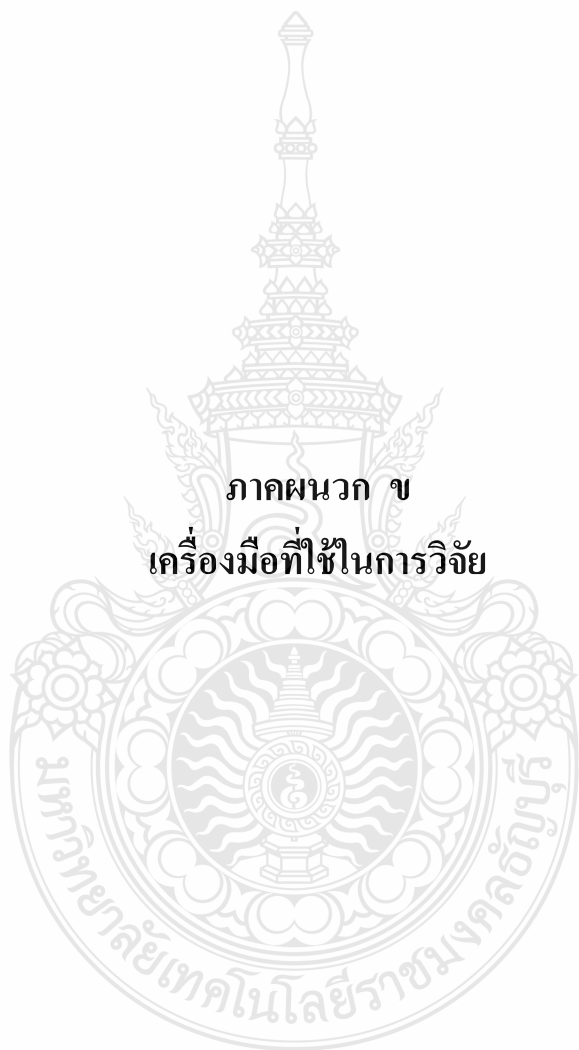 ภาคผนวก ข
เครื่องมือที่ใช้ในการวิจัย
มหาวิทยาลัยเทคโนโลยีราชมงคลธัญบุรี